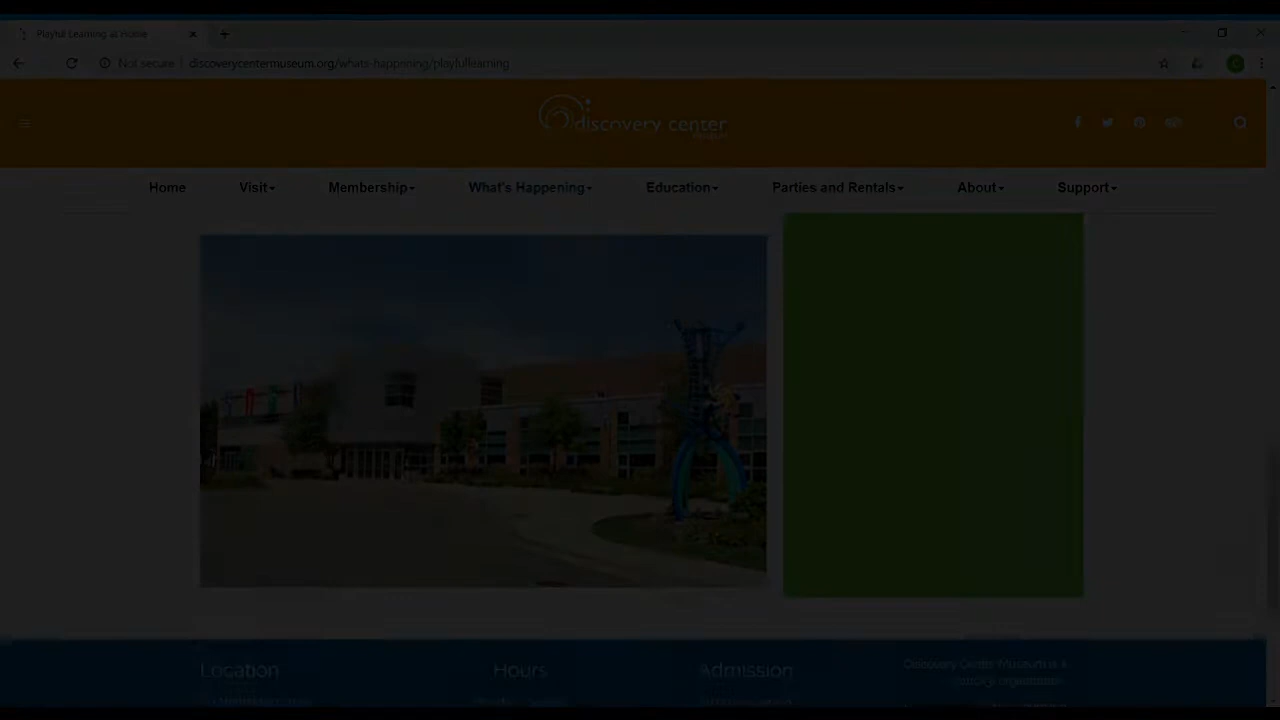 Playful Learning at Home
Not secure | discoverycentermuseum.org/whats-happening/playfullearning
discovery center
Home Visit Membership What's Happening Education Parties and Rentals About Support
Location Hours Admission Discovery Center Museum is a
organization